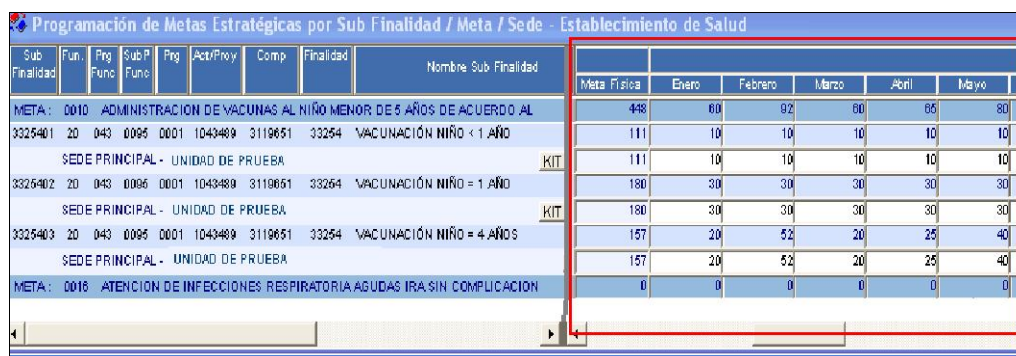 Programación de Metas Estratégicas por Sub Finalidad / Meta / Sede - Establecimiento de Salud
Sub Finalidad Fun. Prg Func SubP Func Prg Act/Proy Comp Finalidad Nombre Sub Finalidad Meta Física Enero Febrero Marzo Abril Mayo
META : 0010 ADMINISTRACION DE VACUNAS AL NIÑO MENOR DE 5 AÑOS DE ACUERDO AL 448 60 92 60 65 80
3325401 20 043 0095 0001 1043489 3119651 33254 VACUNACIÓN NIÑO < 1 AÑO 111 10 10 10 10 10
SEDE PRINCIPAL - UNIDAD DE PRUEBA KIT 111 10 10 10 10 10
3325402 20 043 0095 0001 1043489 3119651 33254 VACUNACIÓN NIÑO = 1 AÑO 180 30 30 30 30 30
SEDE PRINCIPAL - UNIDAD DE PRUEBA KIT 180 30 30 30 30 30
3325403 20 043 0095 0001 1043489 3119651 33254 VACUNACIÓN NIÑO = 4 AÑOS 157 20 52 20 25 40
SEDE PRINCIPAL - UNIDAD DE PRUEBA 157 20 52 20 25 40
META : 0016 ATENCION DE INFECCIONES RESPIRATORIA AGUDAS IRA SIN COMPLICACION 0 0 0 0 0 0